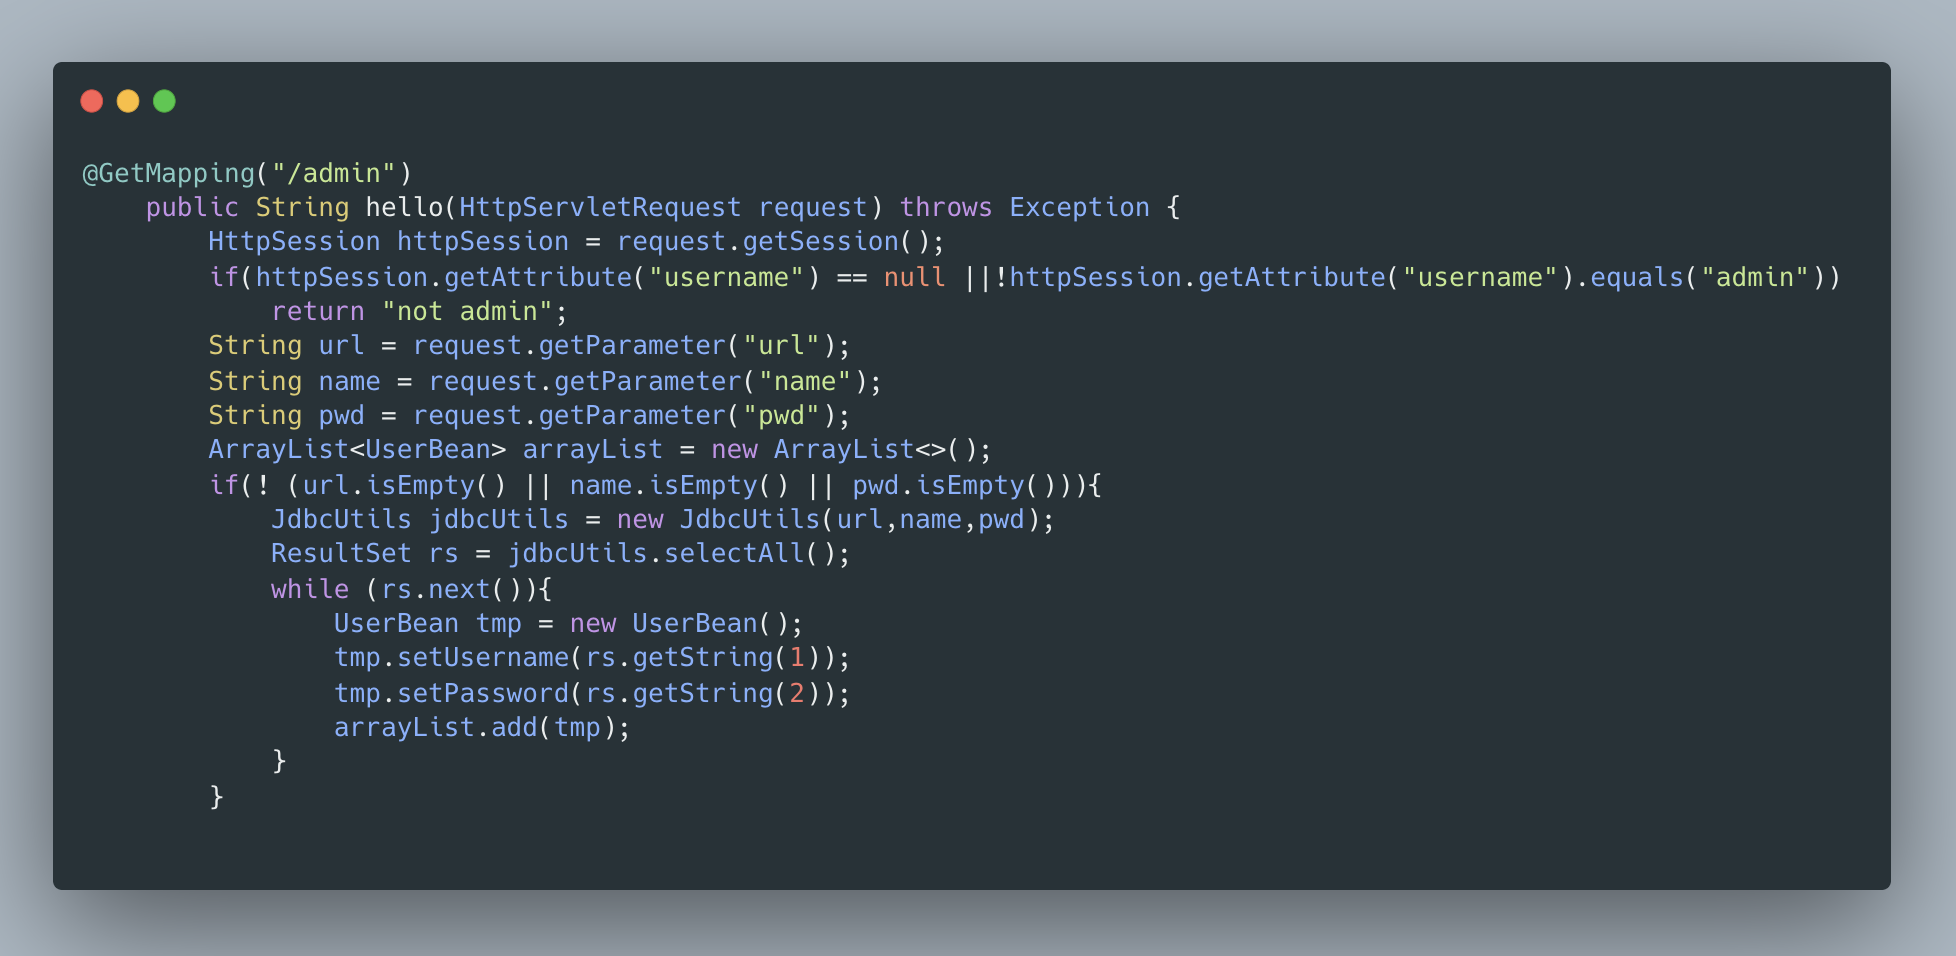 @GetMapping("/admin")
    public String hello(HttpServletRequest request) throws Exception {
        HttpSession httpSession = request.getSession();
        if(httpSession.getAttribute("username") == null ||!httpSession.getAttribute("username").equals("admin"))
            return "not admin";
        String url = request.getParameter("url");
        String name = request.getParameter("name");
        String pwd = request.getParameter("pwd");
        ArrayList<UserBean> arrayList = new ArrayList<>();
        if(! (url.isEmpty() || name.isEmpty() || pwd.isEmpty())){
            JdbcUtils jdbcUtils = new JdbcUtils(url,name,pwd);
            ResultSet rs = jdbcUtils.selectAll();
            while (rs.next()){
                UserBean tmp = new UserBean();
                tmp.setUsername(rs.getString(1));
                tmp.setPassword(rs.getString(2));
                arrayList.add(tmp);
            }
        }